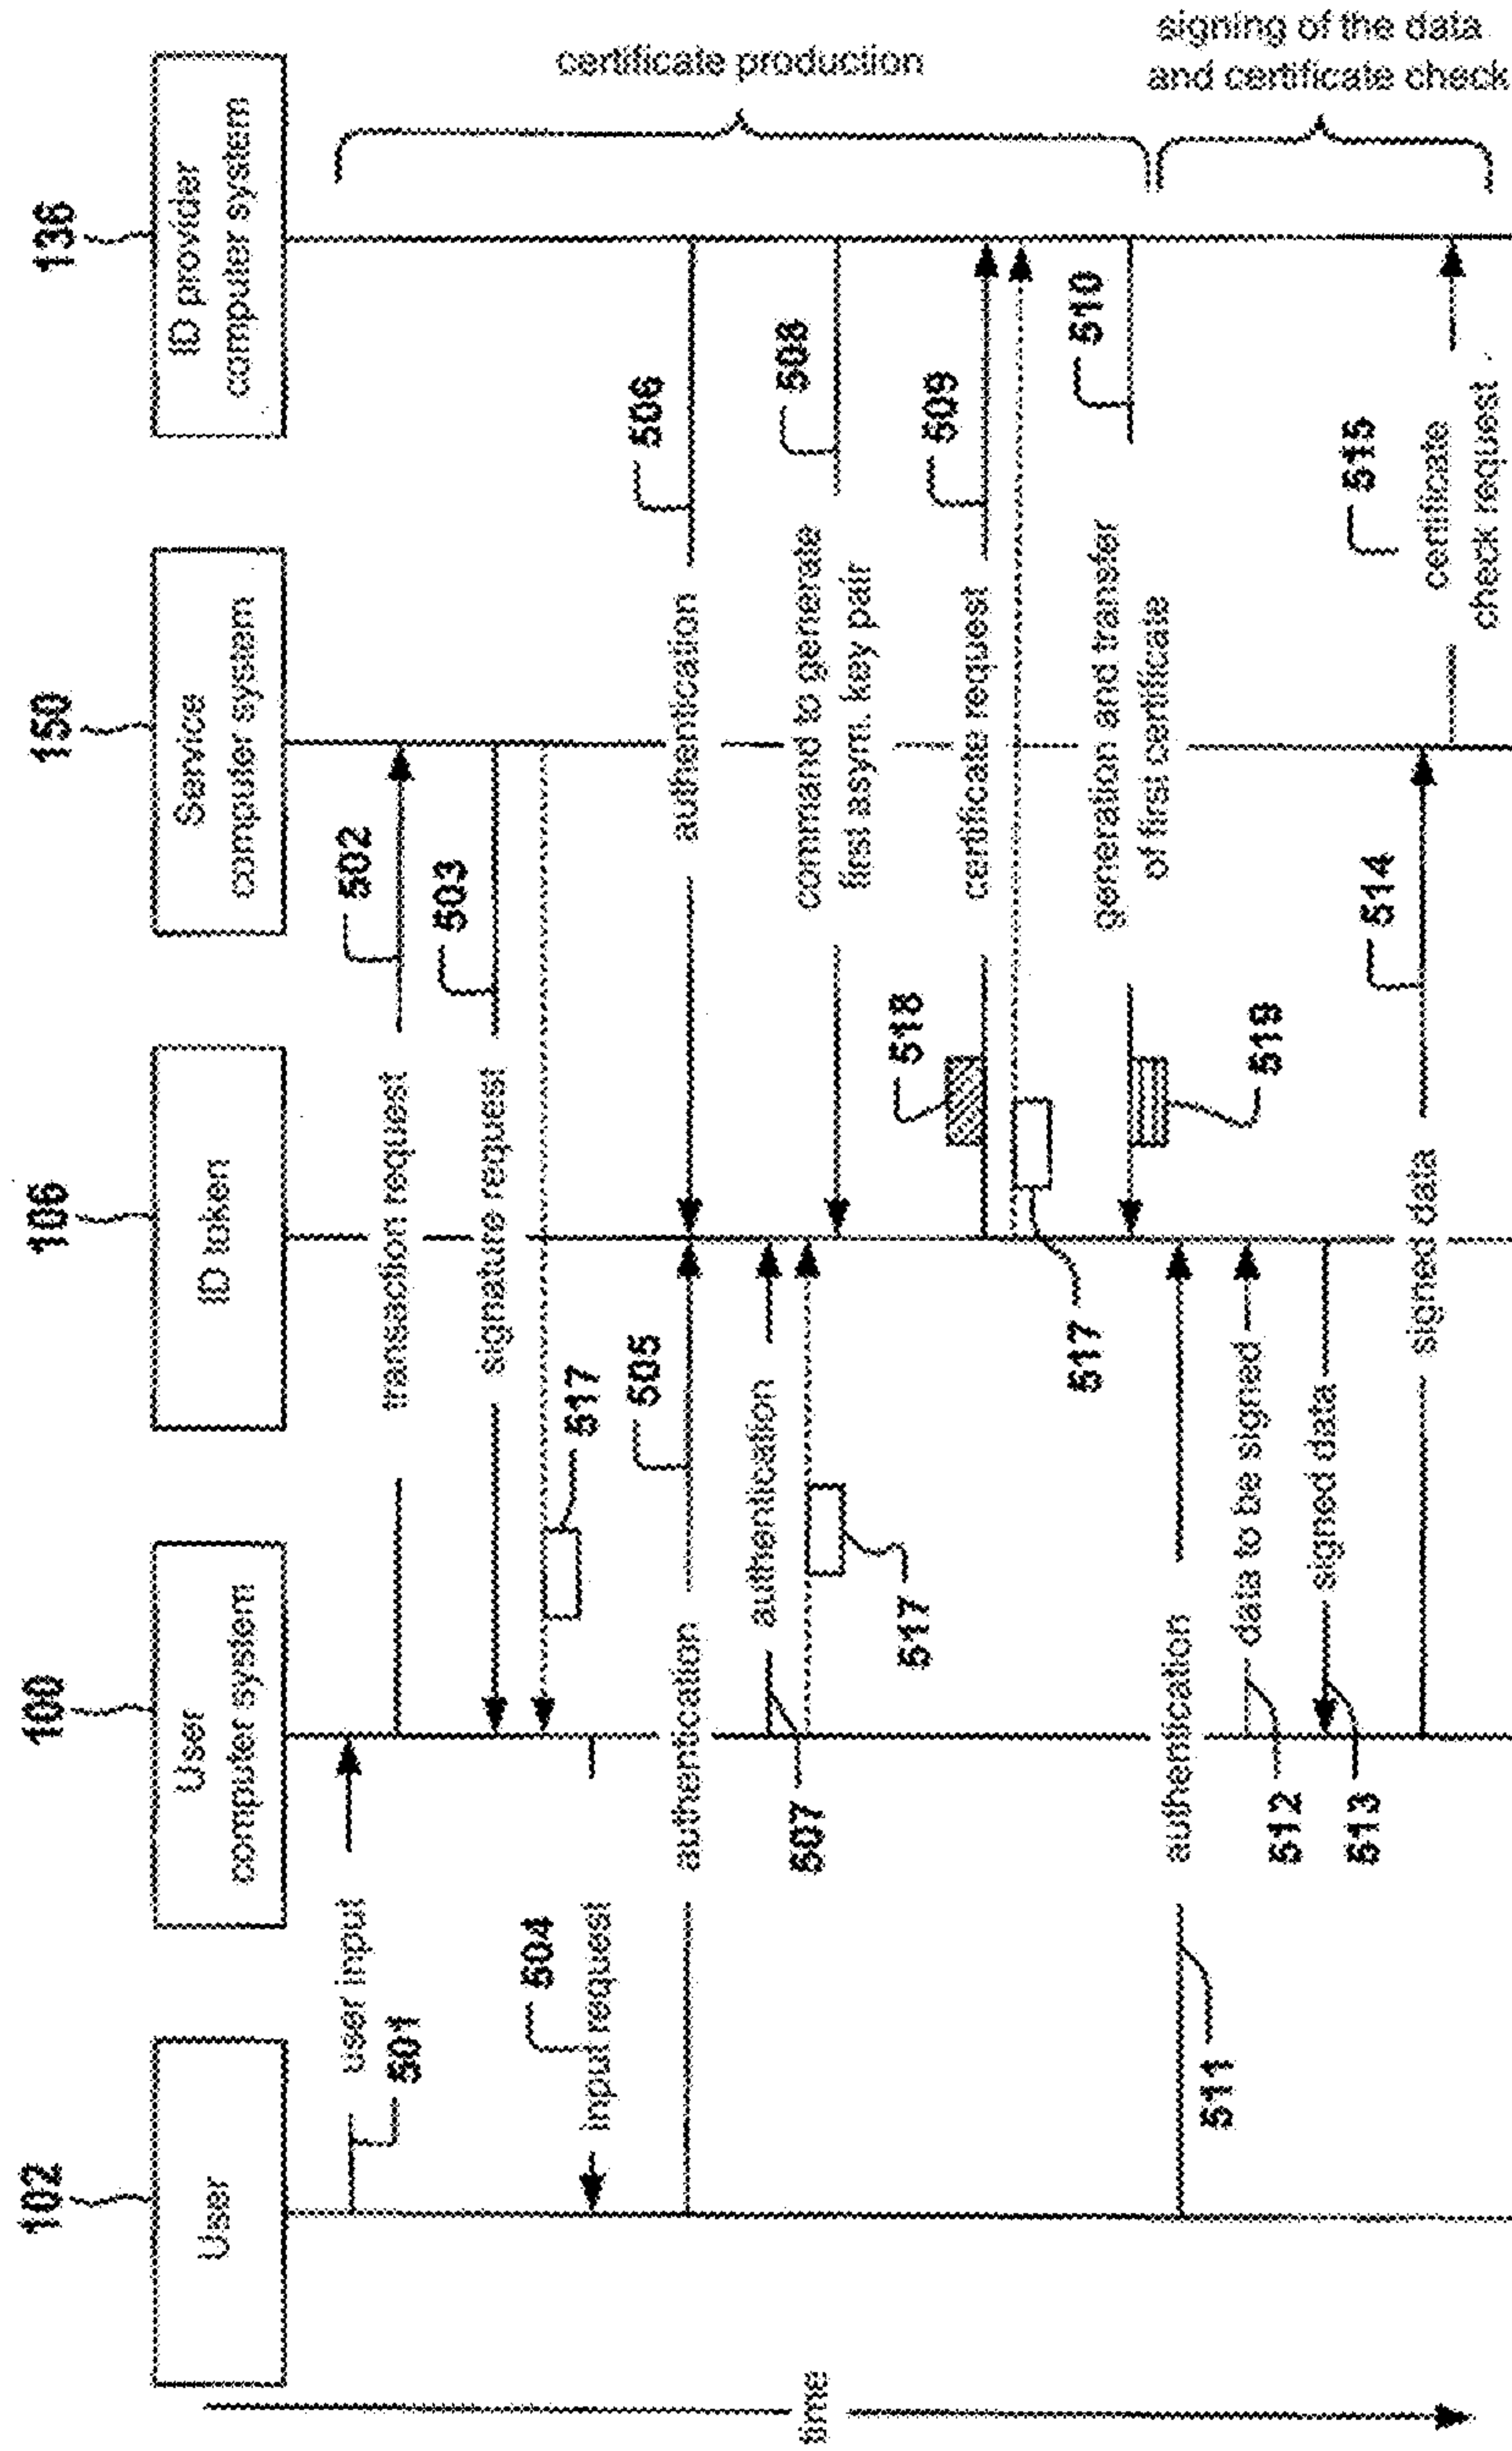 102
100
106
150
136
User
User
computer system
ID token
Service
computer system
ID provider
computer system
time
user input
501
502
transaction request
503
signature request
517
504
input request
505
authentication
506
authentication
507
authentication
517
508
command to generate
first asym. key pair
509
certificate request
518
517
510
generation and transfer
of first certificate
519
511
authentication
512
data to be signed
513
signed data
514
signed data
515
certificate
check request
certificate production
signing of the data
and certificate check